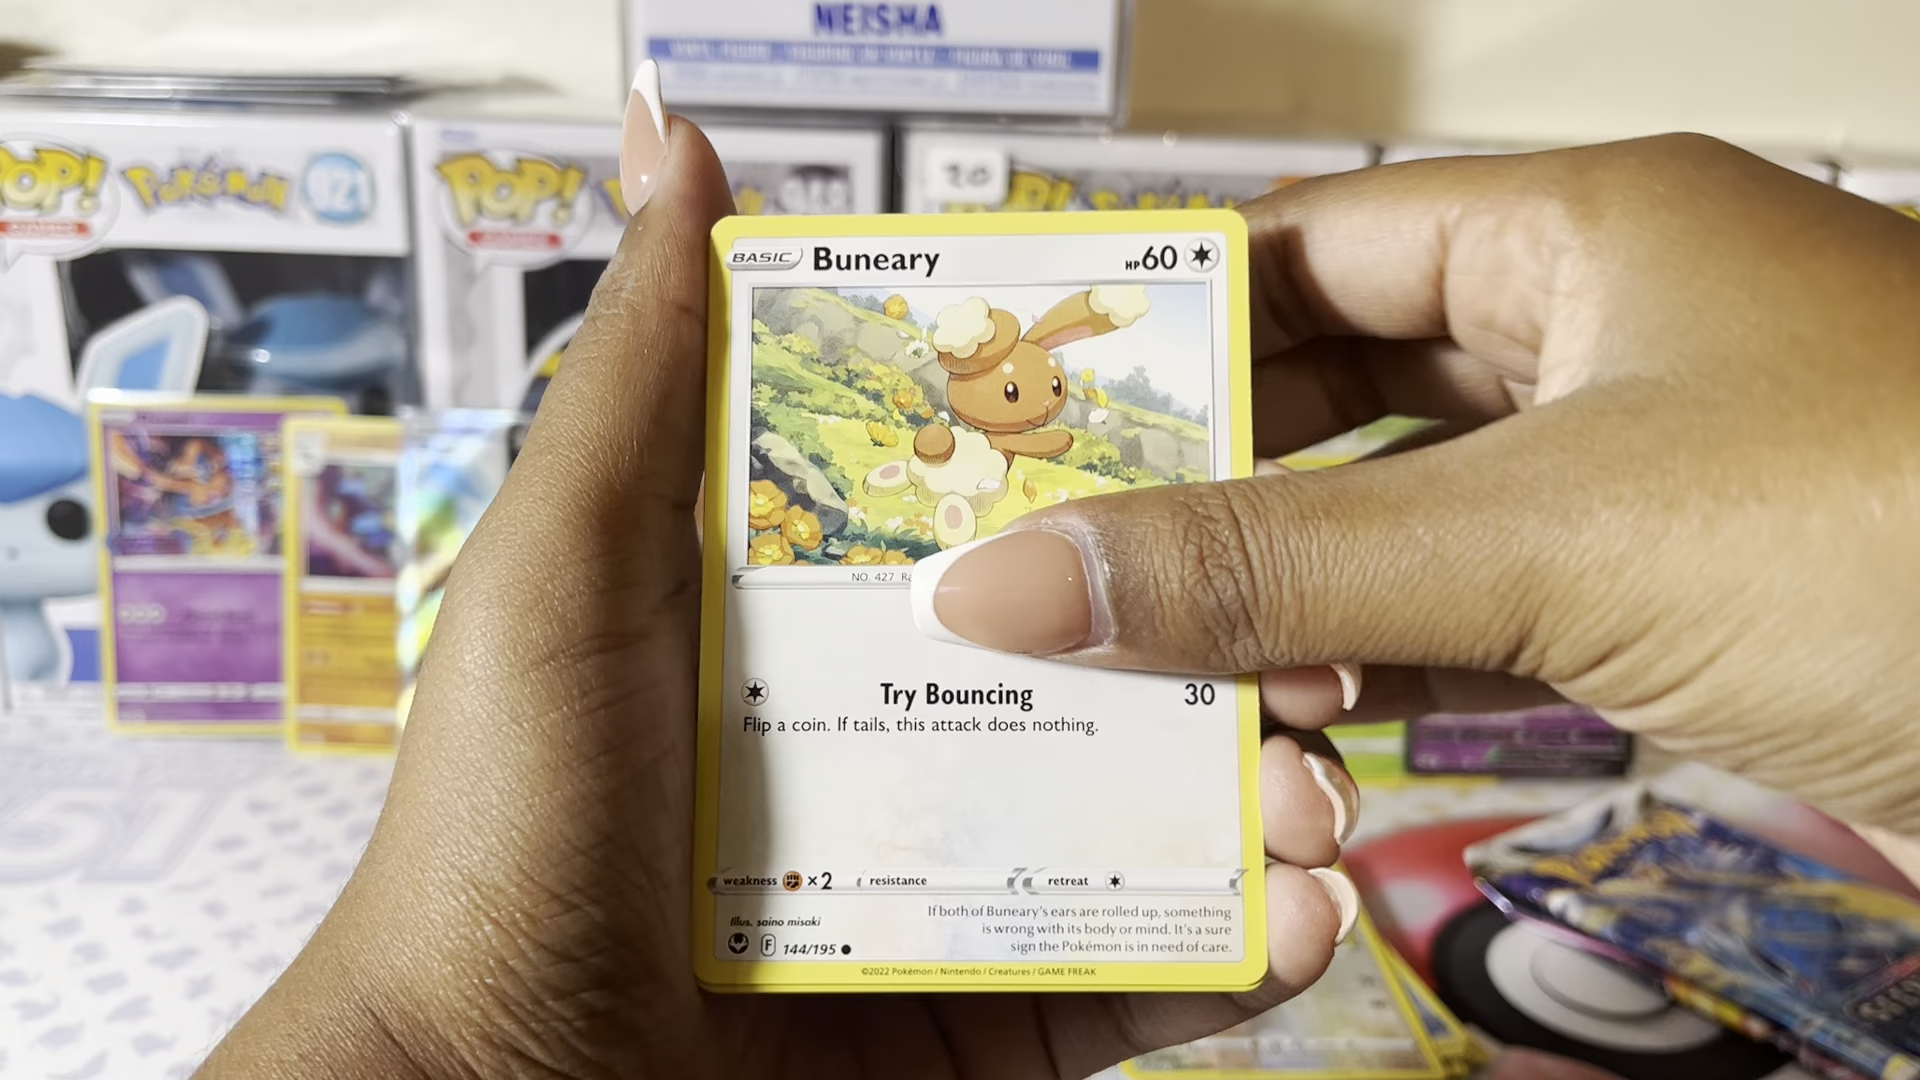 NEISMA
POP!
Pokémon
921
POP!
20
POP!
BASIC Buneary HP60
NO. 427
Try Bouncing 30
Flip a coin. If tails, this attack does nothing.
weakness ×2 resistance retreat
Illus. saino misaki
If both of Buneary's ears are rolled up, something
is wrong with its body or mind. It's a sure
sign the Pokémon is in need of care.
F 144/195
©2022 Pokémon / Nintendo / Creatures / GAME FREAK